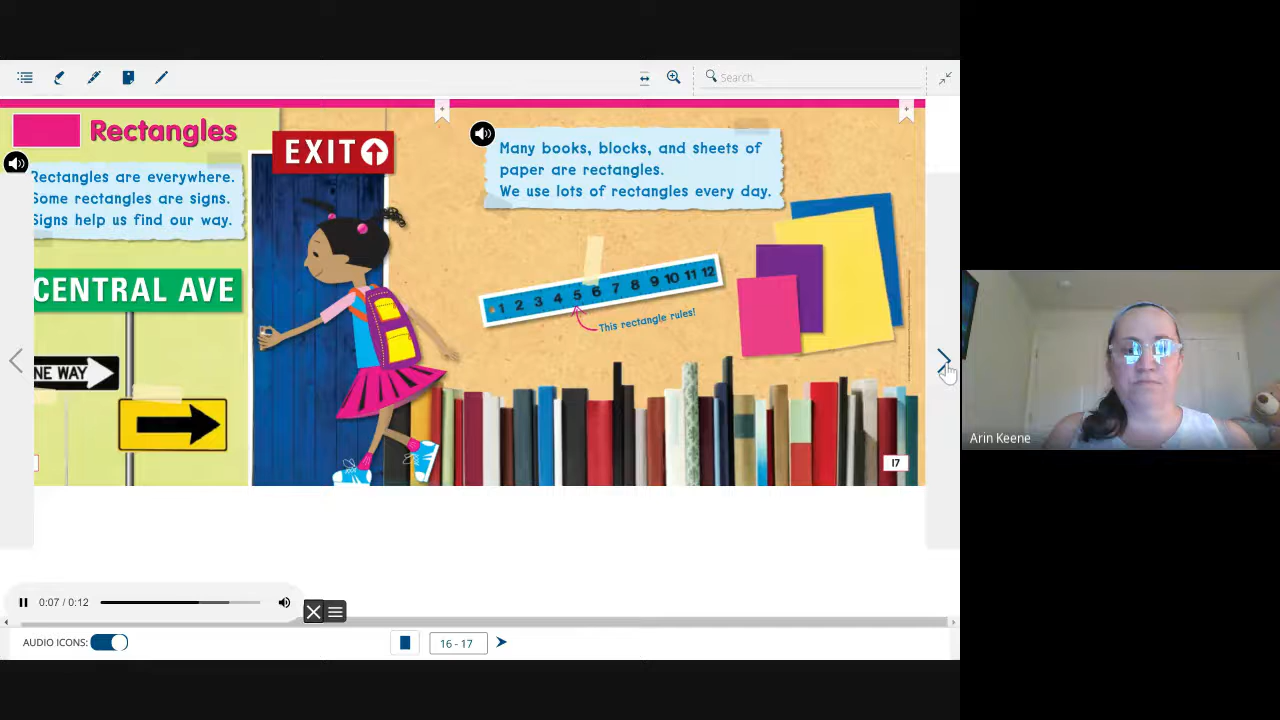 Search.
Rectangles
Rectangles are everywhere.
Some rectangles are signs.
Signs help us find our way.
EXIT
CENTRAL AVE
NE WAY
Many books, blocks, and sheets of
paper are rectangles.
We use lots of rectangles every day.
1 2 3 4 5 6 7 8 9 10 11 12
This rectangle rules!
17
0:07 / 0:12
AUDIO ICONS:
16 - 17
Arin Keene